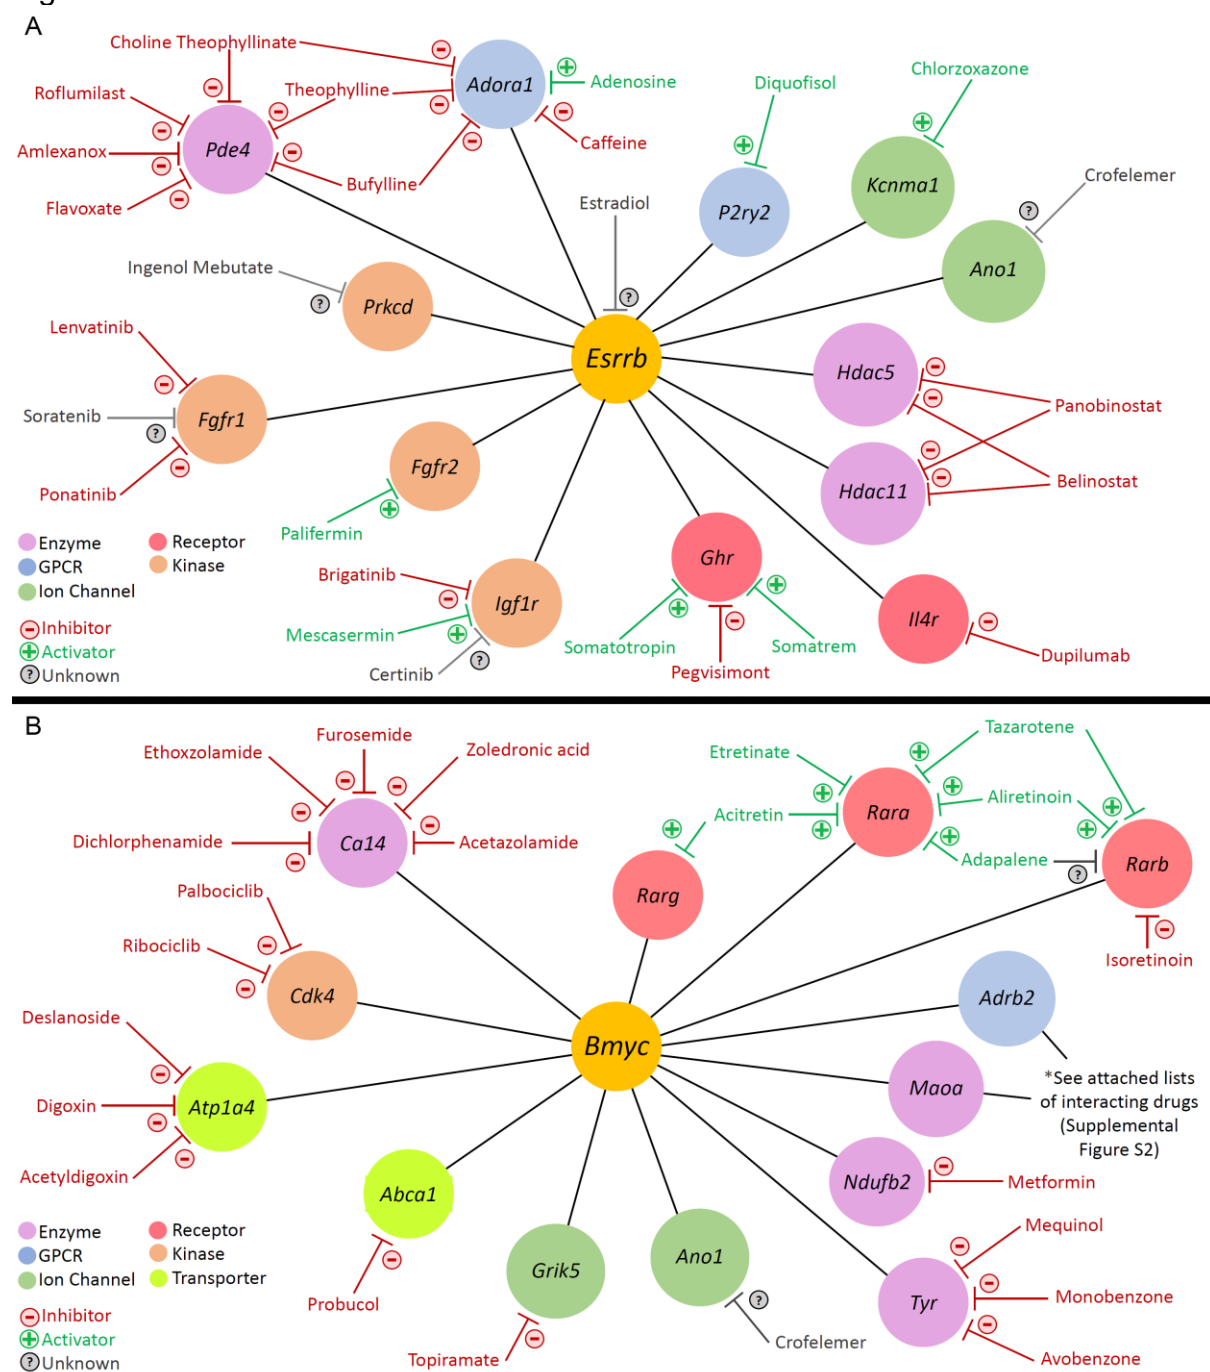 A
Choline Theophyllinate
Roflumilast
Theophylline
Adora1
Adenosine
Diquofisol
Chlorzoxazone
Amlexanox
Pde4
Caffeine
Bufylline
Flavoxate
Estradiol
P2ry2
Kcnma1
Crofelemer
?
Ingenol Mebutate
Prkcd
?
?
Ano1
Lenvatinib
Esrrb
Hdac5
Soratenib
?
Fgfr1
Panobinostat
Ponatinib
Fgfr2
Hdac11
Belinostat
Palifermin
Enzyme
Receptor
GPCR
Kinase
Ion Channel
Ghr
Brigatinib
Igf1r
Il4r
Inhibitor
Mescasermin
Somatotropin
Somatrem
Activator
?
Dupilumab
? Unknown
Certinib
Pegvisimont
B
Ethoxzolamide
Furosemide
Zoledronic acid
Etretinate
Tazarotene
Aliretinoin
Acitretin
Rara
Dichlorphenamide
Ca14
Acetazolamide
Adapalene
?
Rarb
Palbociclib
Rarg
Ribociclib
Isoretinoin
Cdk4
Adrb2
Deslanoside
Bmyc
*See attached lists
of interacting drugs
(Supplemental
Figure S2)
Maoa
Digoxin
Atp1a4
Acetyldigoxin
Abca1
Ndufb2
Metformin
Enzyme
Receptor
GPCR
Kinase
Ion Channel
Transporter
Mequinol
Grik5
Ano1
Probucol
?
Tyr
Monobenzone
Inhibitor
Activator
? Unknown
Topiramate
Crofelemer
Avobenzone